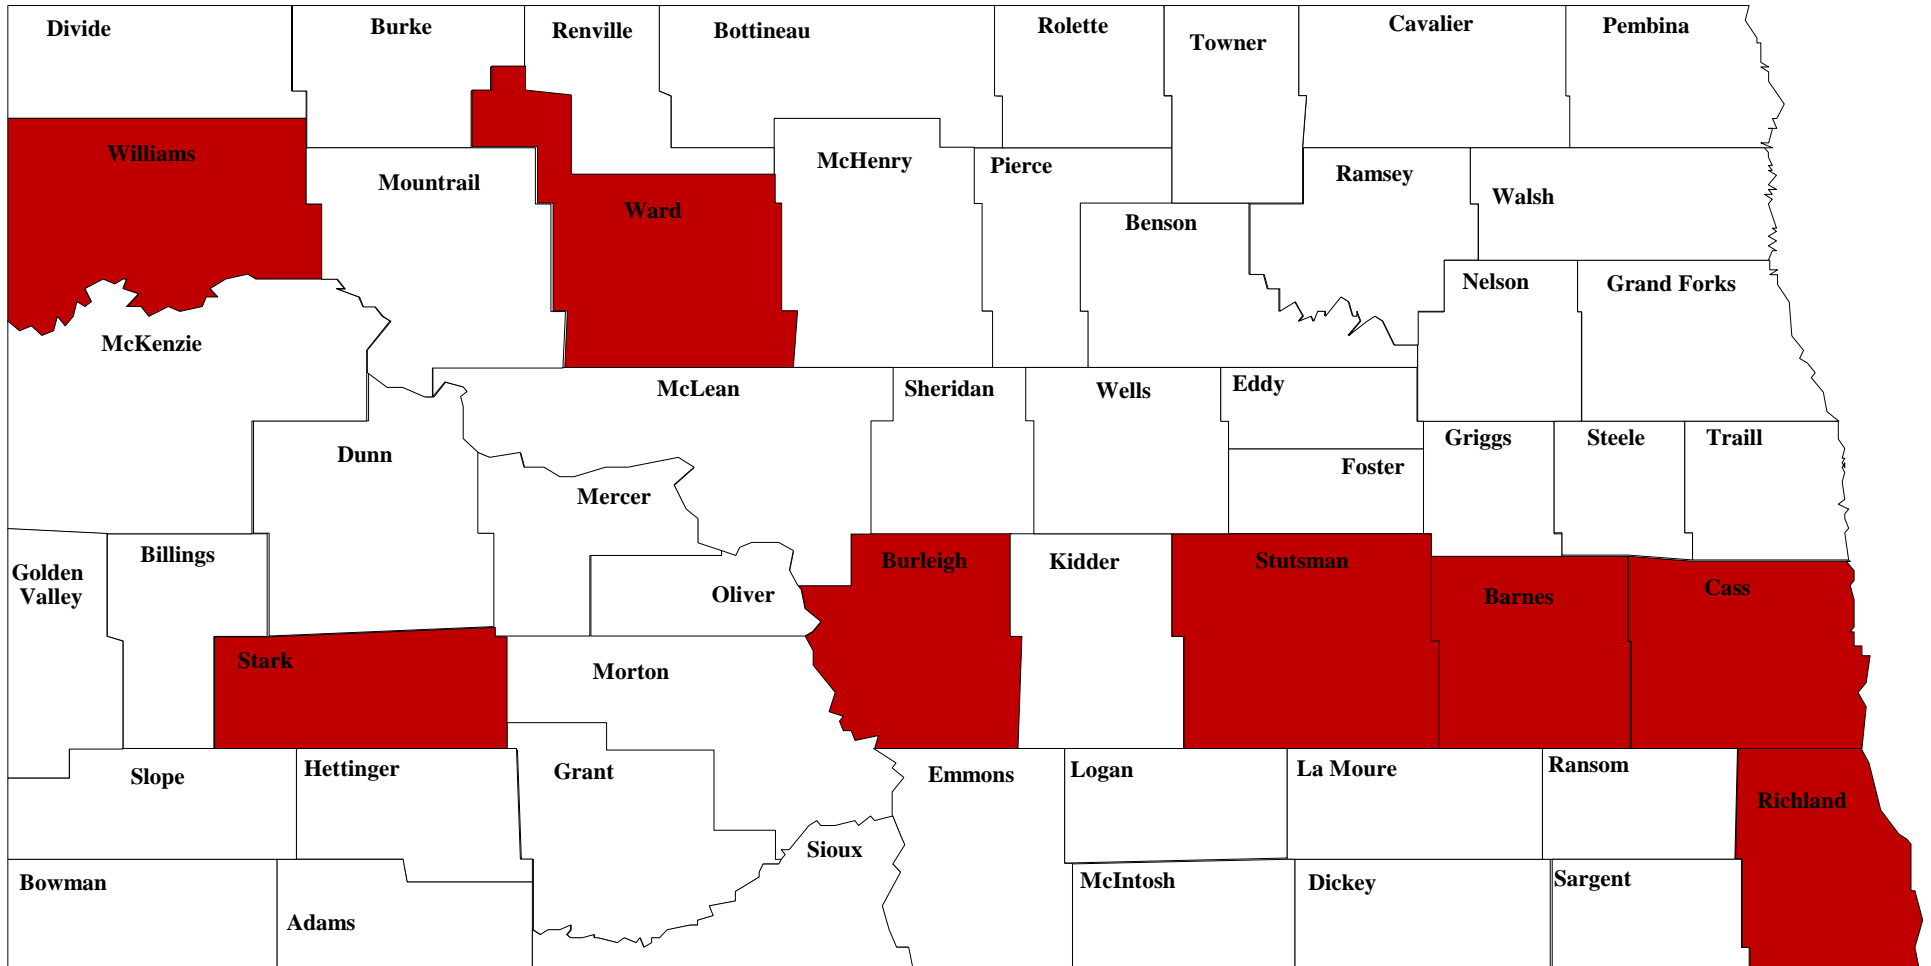 Divide
Burke
Renville
Bottineau
Rolette
Towner
Cavalier
Pembina
Williams
Mountrail
Ward
McHenry
Pierce
Benson
Ramsey
Walsh
Nelson
Grand Forks
McKenzie
McLean
Sheridan
Wells
Eddy
Dunn
Mercer
Foster
Griggs
Steele
Traill
Golden
Valley
Billings
Oliver
Burleigh
Kidder
Stutsman
Barnes
Cass
Stark
Morton
Slope
Hettinger
Grant
Emmons
Logan
La Moure
Ransom
Richland
Sioux
Bowman
Adams
McIntosh
Dickey
Sargent